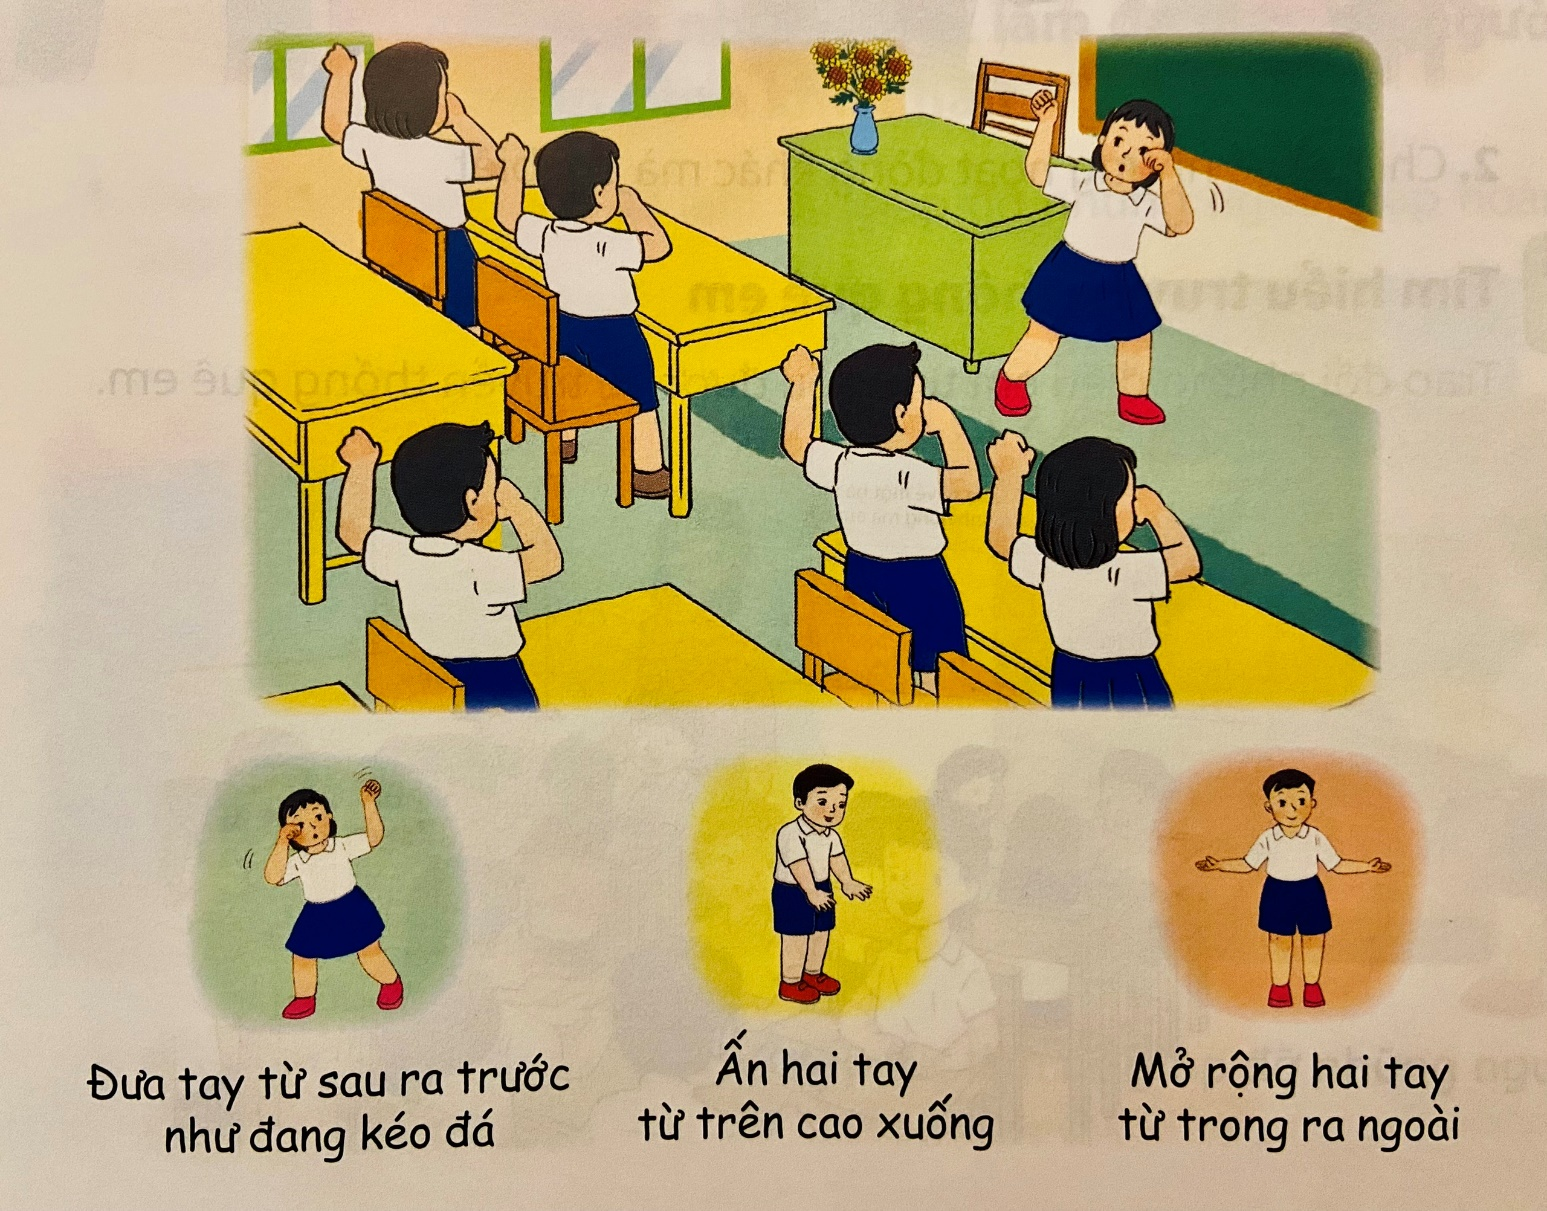 Đưa tay từ sau ra trước
như đang kéo đá
Ấn hai tay
từ trên cao xuống
Mở rộng hai tay
từ trong ra ngoài